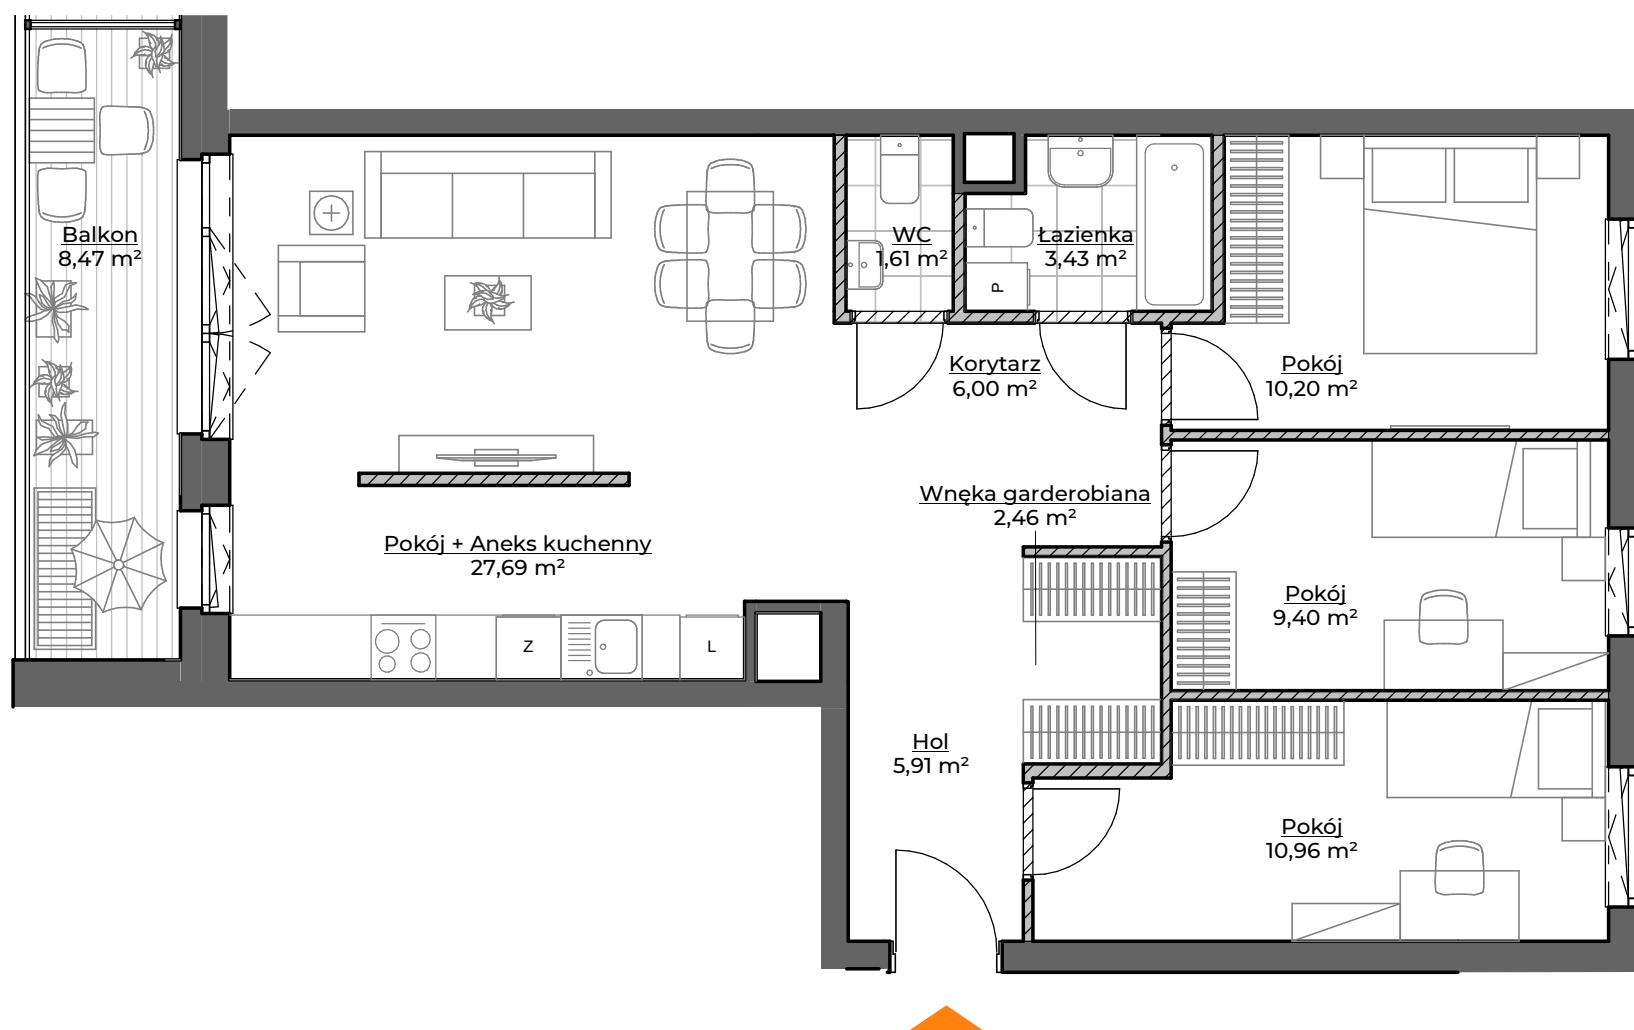 Balkon
8,47 m²
WC
1,61 m²
Łazienka
3,43 m²
P
Korytarz
6,00 m²
Pokój
10,20 m²
Wnęka garderobiana
2,46 m²
Pokój + Aneks kuchenny
27,69 m²
Pokój
9,40 m²
Z
L
Hol
5,91 m²
Pokój
10,96 m²